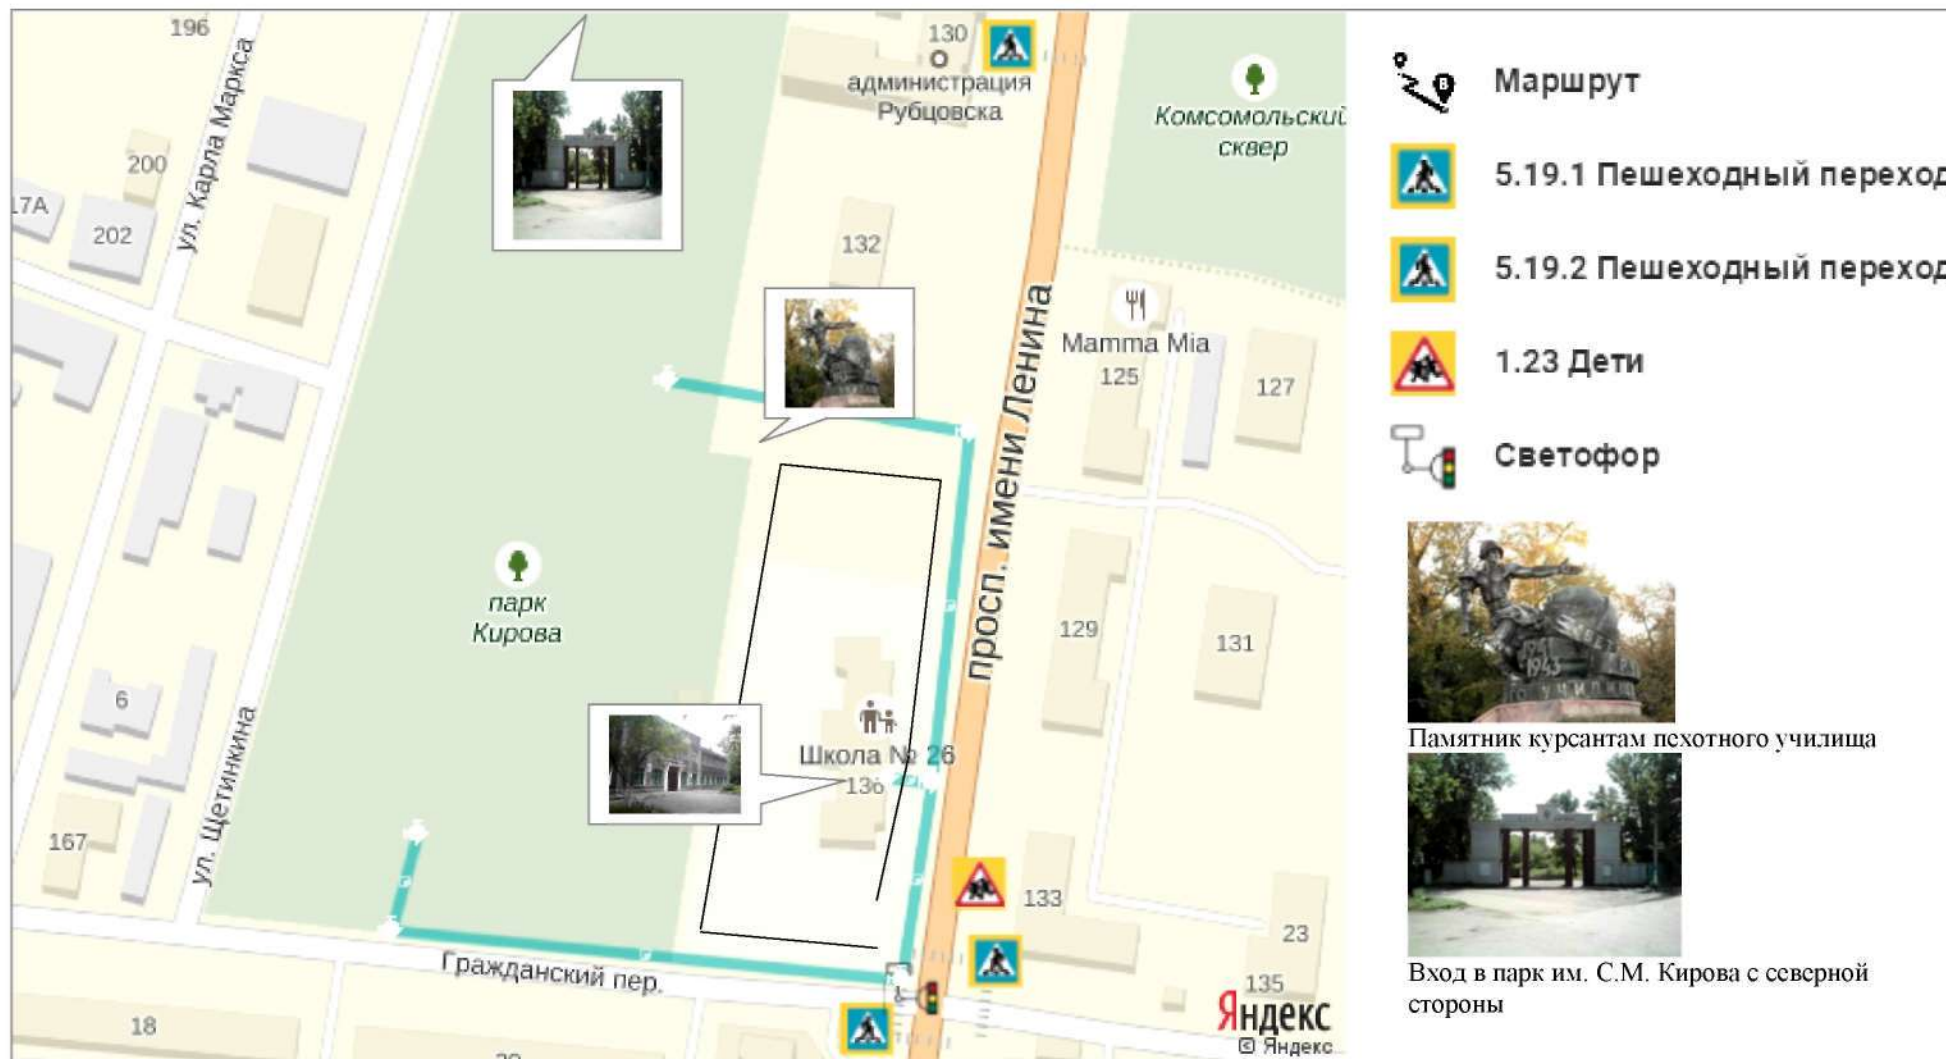 196
130
администрация
Рубцовска
Комсомольский
сквер
ул. Карла Маркса
200
17А
202
132
просп. имени Ленина
Mamma Mia
125
127
парк
Кирова
129
131
6
ул. Щетинкина
Школа № 26
136
167
133
23
135
Гражданский пер.
18
Яндекс
© Яндекс
Маршрут
5.19.1 Пешеходный переход
5.19.2 Пешеходный переход
1.23 Дети
Светофор
1943
Памятник курсантам пехотного училища
Вход в парк им. С.М. Кирова с северной
стороны